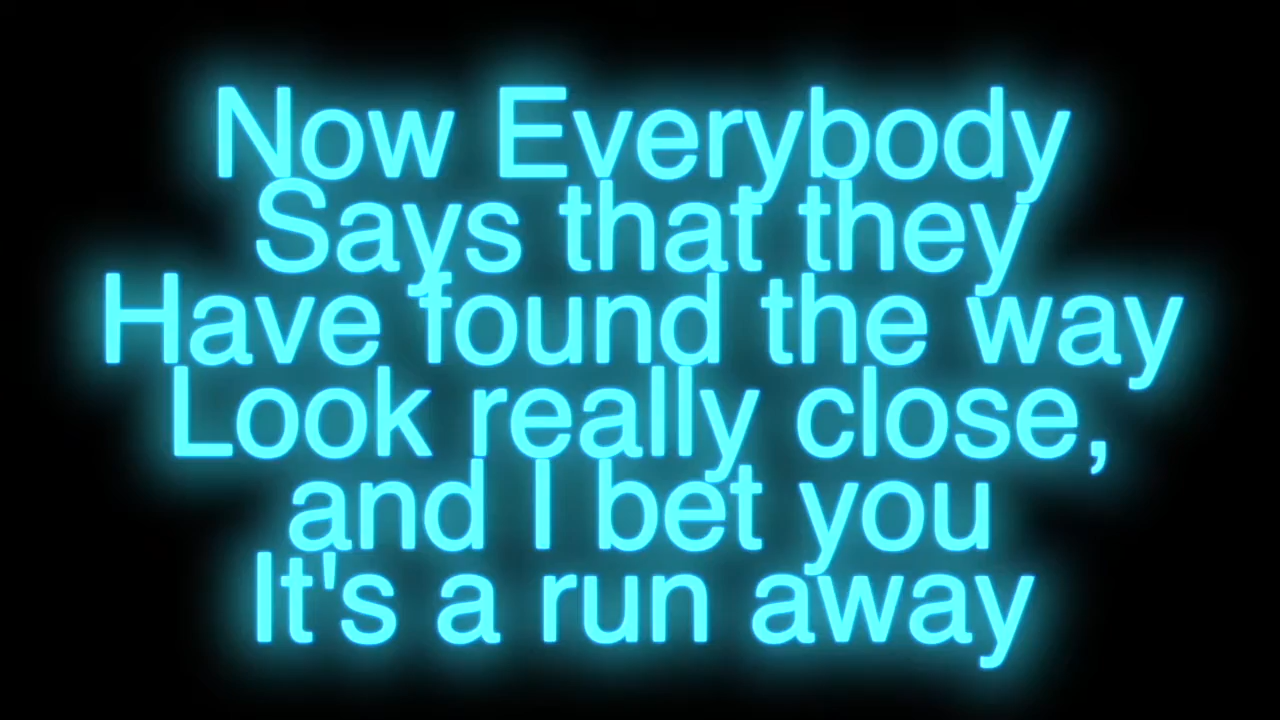 Now Everybody
Says that they
Have found the way
Look really close,
and I bet you
It's a run away